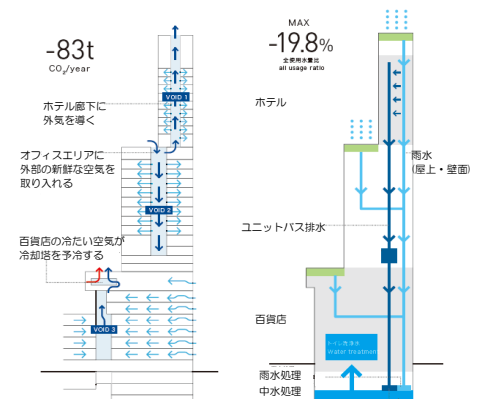 -83t
CO₂/year
VOID 1
ホテル廊下に
外気を導く
オフィスエリアに
外部の新鮮な空気を
取り入れる
VOID 2
百貨店の冷たい空気が
冷却塔を予冷する
VOID 3
MAX
-19.8%
全使用水量比
all usage ratio
ホテル
雨水
(屋上・壁面)
ユニットバス排水
百貨店
トイレ洗浄水
Water treatmen
雨水処理
中水処理